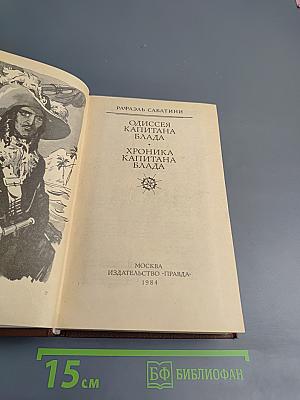 РАФАЭЛЬ САБАТИНИ
ОДИССЕЯ
КАПИТАНА
БЛАДА
•
ХРОНИКА
КАПИТАНА
БЛАДА
МОСКВА
ИЗДАТЕЛЬСТВО «ПРАВДА»
1984
15 см
БФ БИБЛИОФАН